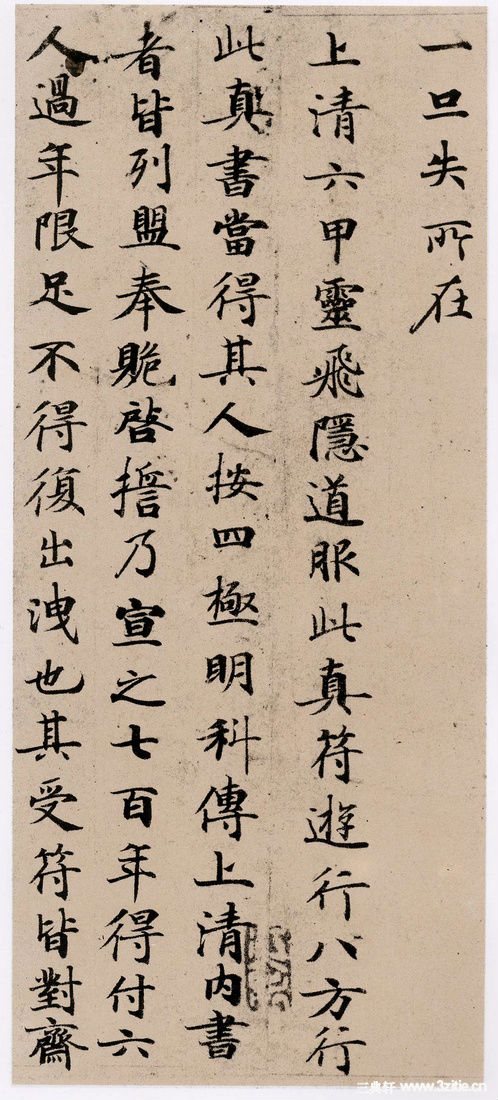 一旦失所在
上清六甲靈飛隱道服此真符遊行八方行
此真書當得其人按四極明科傳上清內書
者皆列盟奉贶啓擔乃宣之七百年得付六
人過年限足不得復出洩也其受符皆對齋
三典轩 www.3zitie.cn